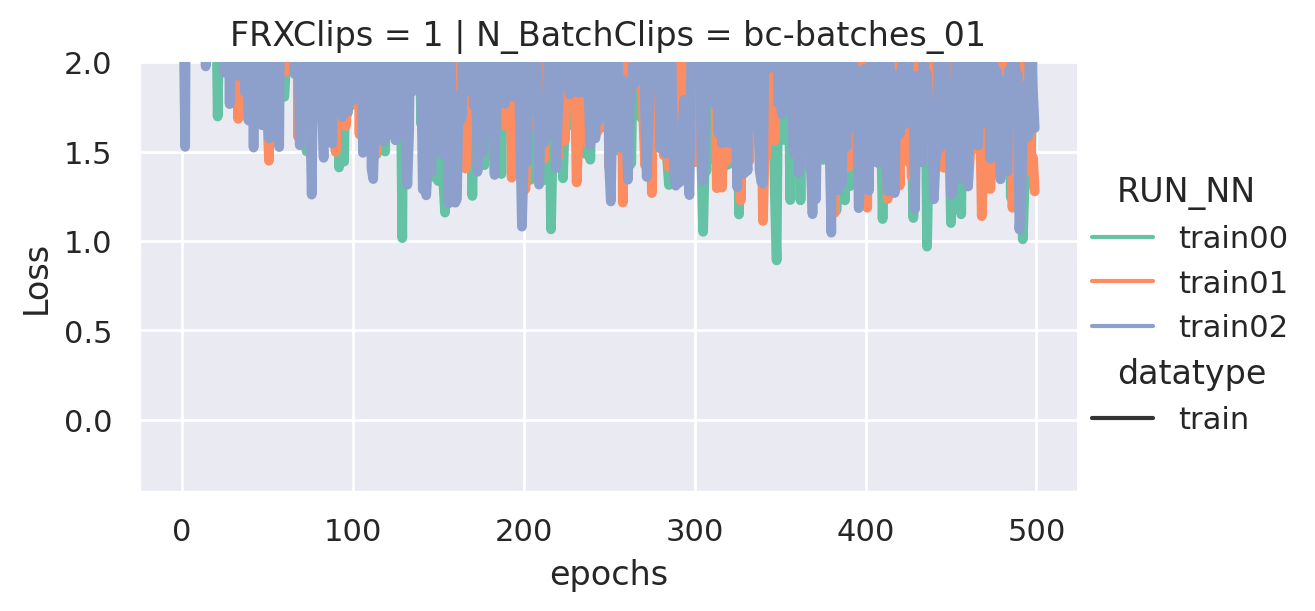 FRXClips = 1 | N_BatchClips = bc-batches_01
2.0
1.5
1.0
0.5
0.0
Loss
0
100
200
300
400
500
epochs
RUN_NN
train00
train01
train02
datatype
train